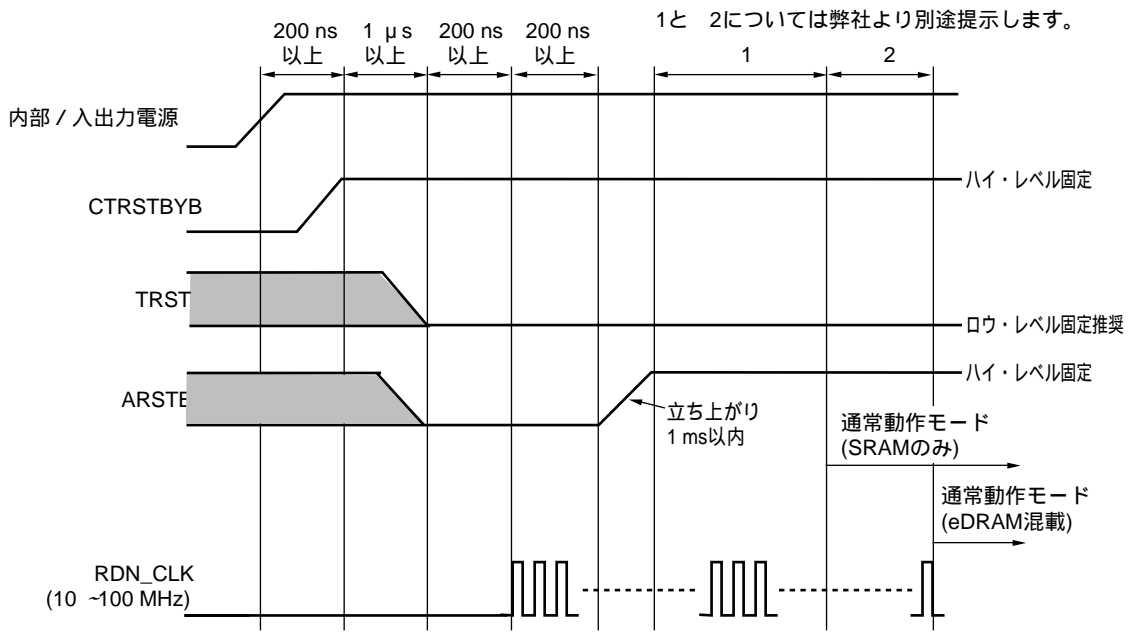 1と 2については弊社より別途提示します。
200 ns
以上
1 μs
以上
200 ns
以上
200 ns
以上
1
2
内部／入出力電源
CTRSTBYB
ハイ・レベル固定
TRST
ロウ・レベル固定推奨
ARSTB
ハイ・レベル固定
立ち上がり
1 ms以内
通常動作モード
(SRAMのみ)
通常動作モード
(eDRAM混載)
RDN_CLK
(10 ~100 MHz)